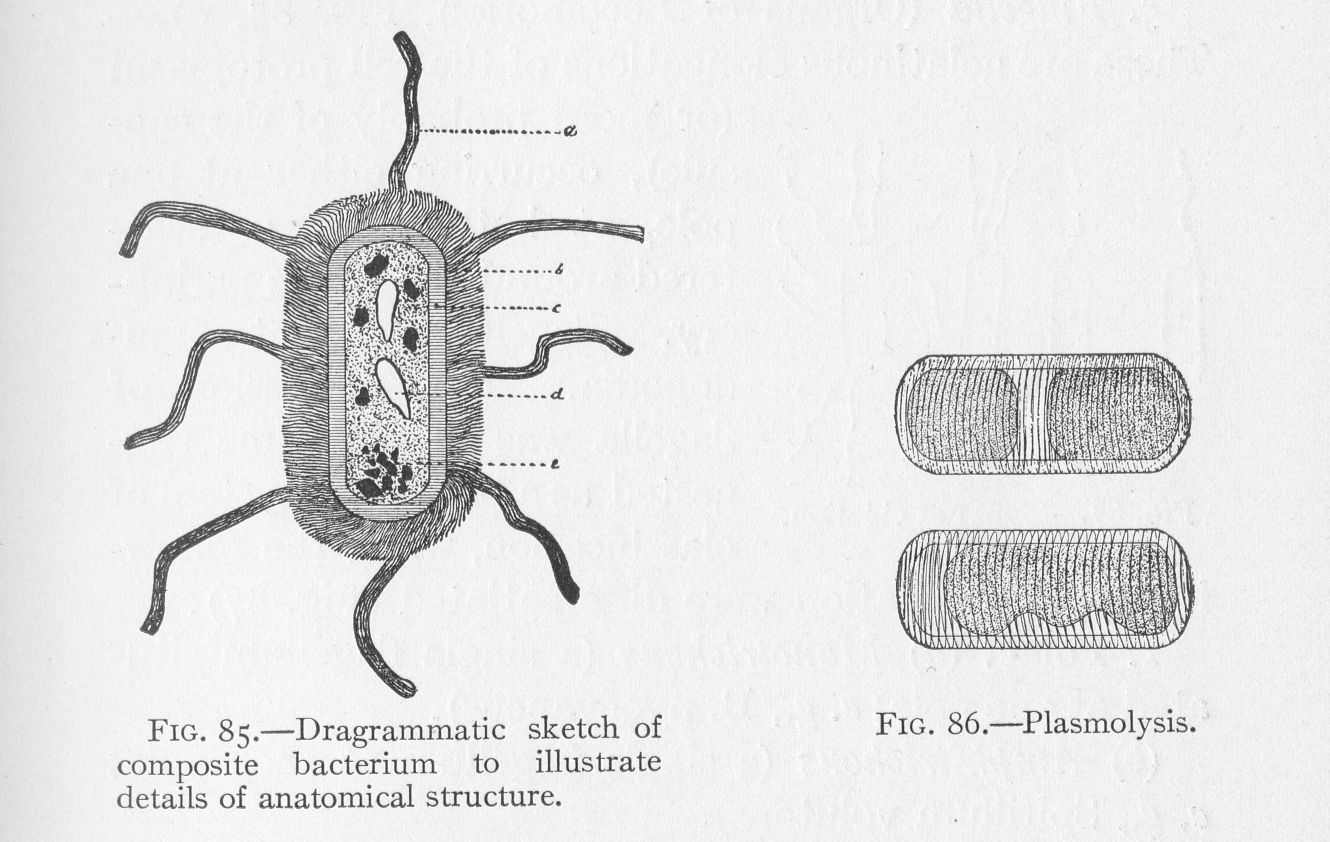 a
b
c
d
e
FIG. 85.—Dragrammatic sketch of
composite bacterium to illustrate
details of anatomical structure.
FIG. 86.—Plasmolysis.